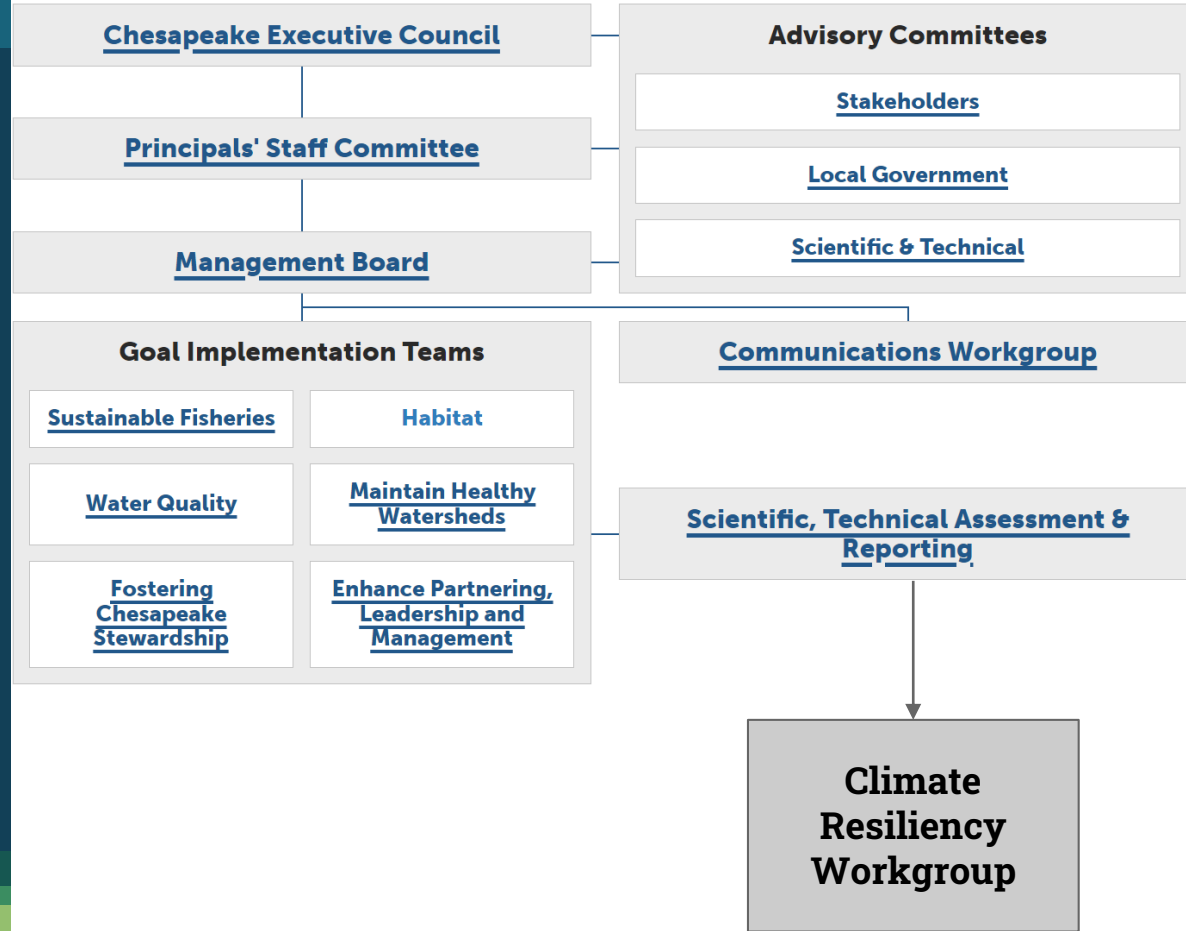 Chesapeake Executive Council
Advisory Committees
Stakeholders
Principals' Staff Committee
Local Government
Scientific & Technical
Management Board
Goal Implementation Teams
Communications Workgroup
Sustainable Fisheries
Habitat
Water Quality
Maintain Healthy
Watersheds
Scientific, Technical Assessment &
Reporting
Fostering
Chesapeake
Stewardship
Enhance Partnering,
Leadership and
Management
Climate
Resiliency
Workgroup